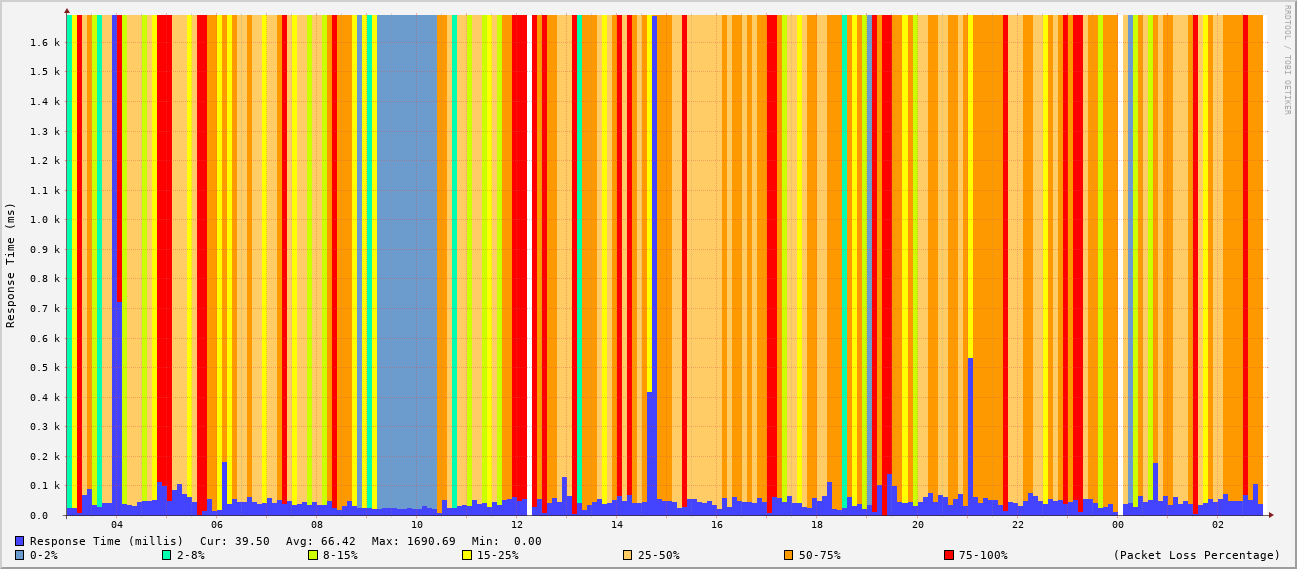 RRDTOOL / TOBI OETIKER
Response Time (ms)
1.6 k
1.5 k
1.4 k
1.3 k
1.2 k
1.1 k
1.0 k
0.9 k
0.8 k
0.7 k
0.6 k
0.5 k
0.4 k
0.3 k
0.2 k
0.1 k
0.0
04 06 08 10 12 14 16 18 20 22 00 02
Response Time (millis) Cur: 39.50 Avg: 66.42 Max: 1690.69 Min: 0.00
0-2% 2-8% 8-15% 15-25% 25-50% 50-75% 75-100% (Packet Loss Percentage)